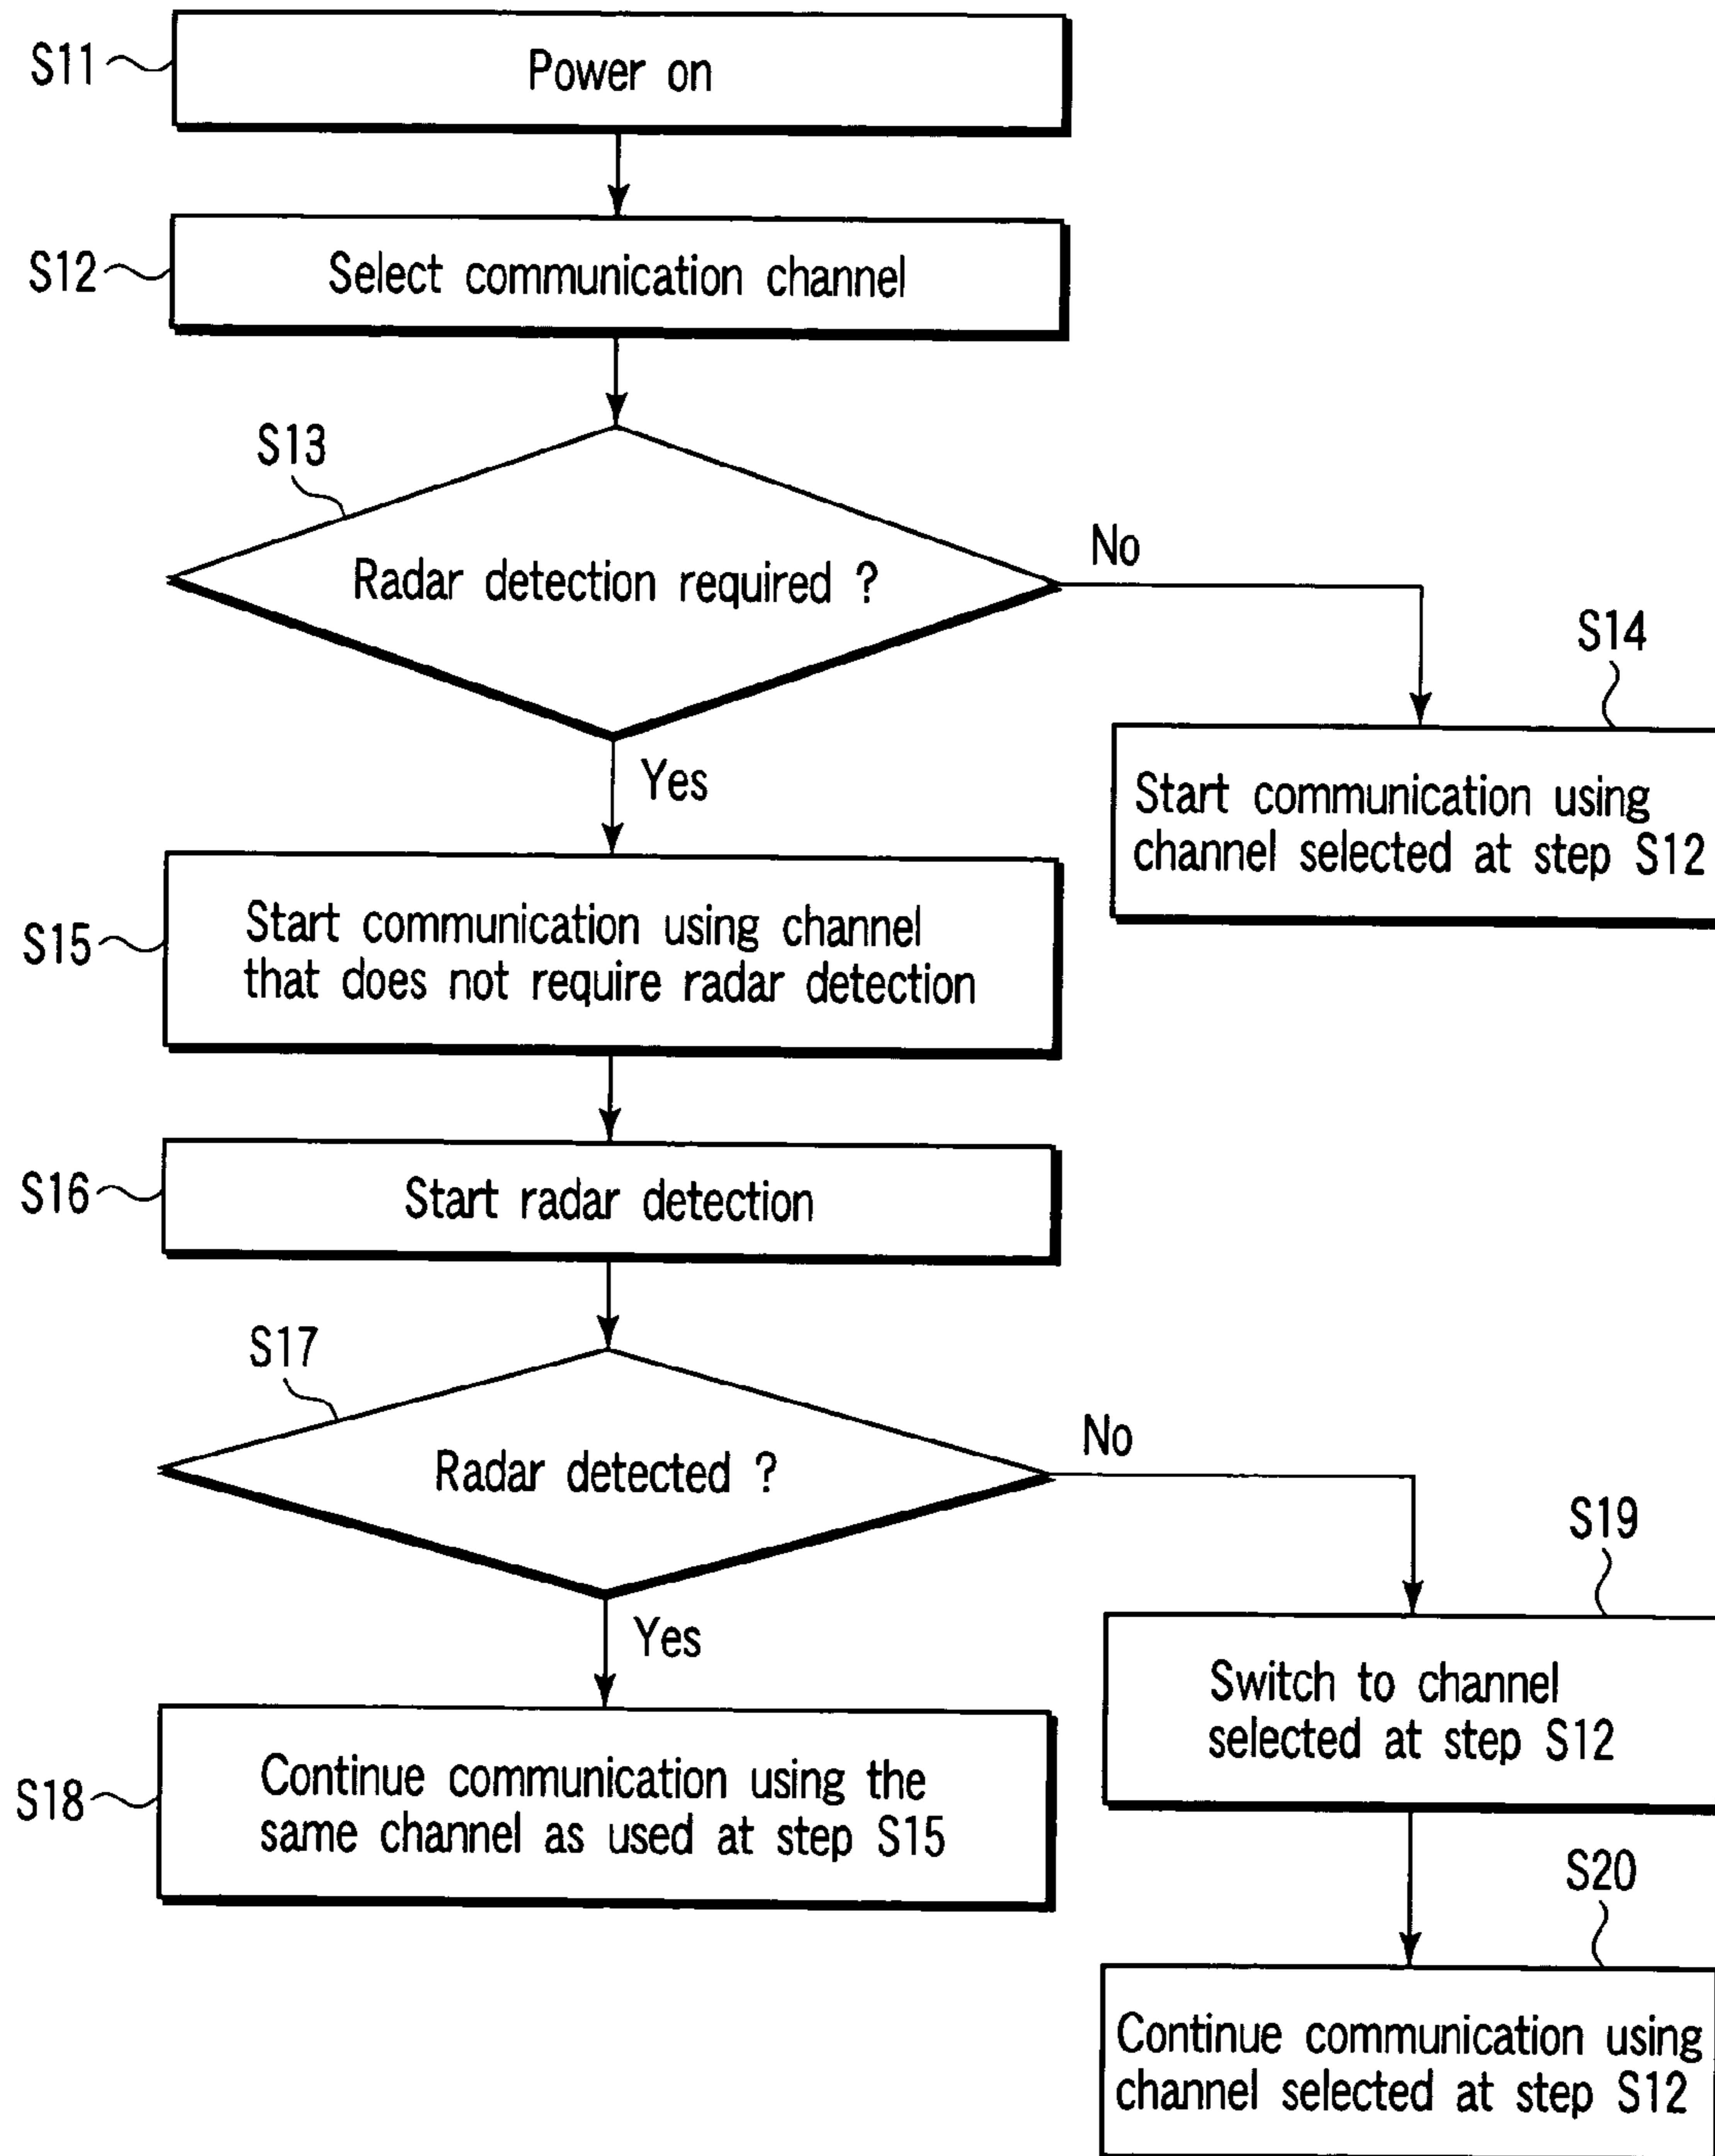 S11
Power on
S12
Select communication channel
S13
Radar detection required ?
No
S14
Yes
Start communication using
channel selected at step S12
S15
Start communication using channel
that does not require radar detection
S16
Start radar detection
S17
Radar detected ?
No
S19
Yes
Switch to channel
selected at step S12
S18
Continue communication using the
same channel as used at step S15
S20
Continue communication using
channel selected at step S12